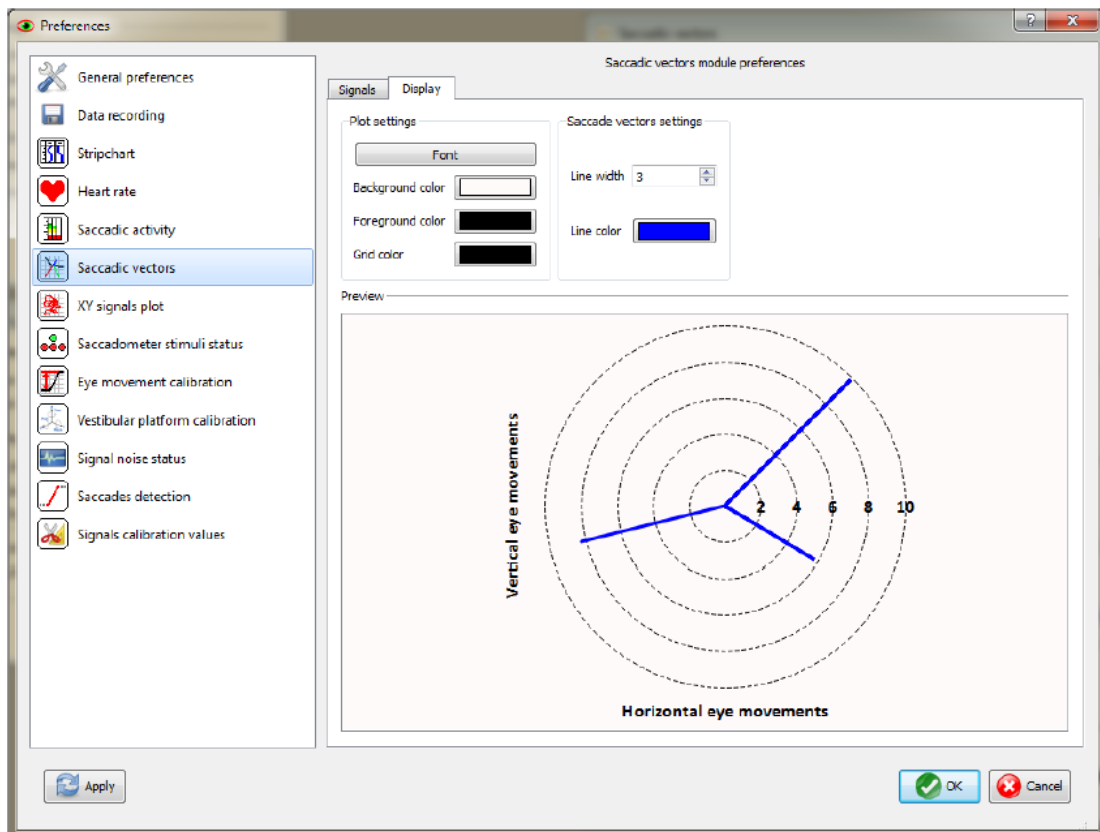 Preferences
General preferences
Data recording
Stripchart
Heart rate
Saccadic activity
Saccadic vectors
XY signals plot
Saccadometer stimuli status
Eye movement calibration
Vestibular platform calibration
Signal noise status
Saccades detection
Signals calibration values
Saccadic vectors module preferences
Signals Display
Plot settings
Font
Background color
Foreground color
Grid color
Saccade vectors settings
Line width 3
Line color
Preview
Vertical eye movements
2 4 6 8 10
Horizontal eye movements
Apply
OK
Cancel